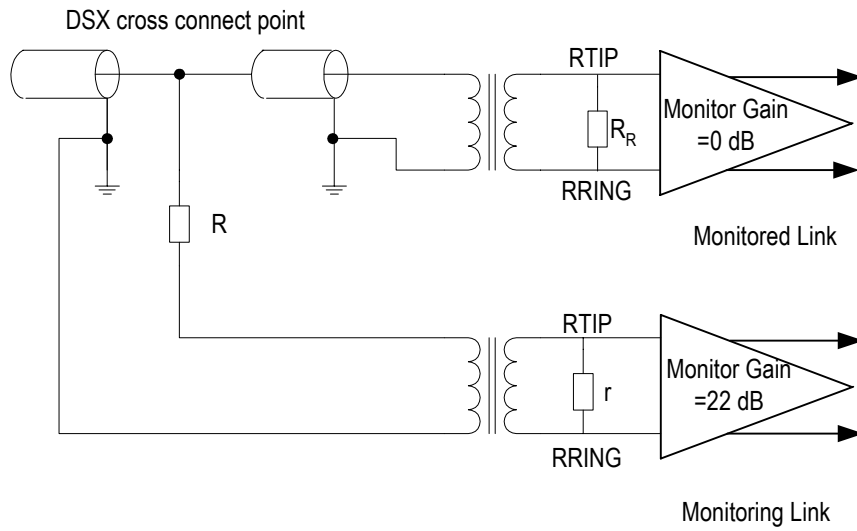 DSX cross connect point
RTIP
Monitor Gain
=0 dB
R_R
RRING
R
Monitored Link
RTIP
Monitor Gain
=22 dB
r
RRING
Monitoring Link